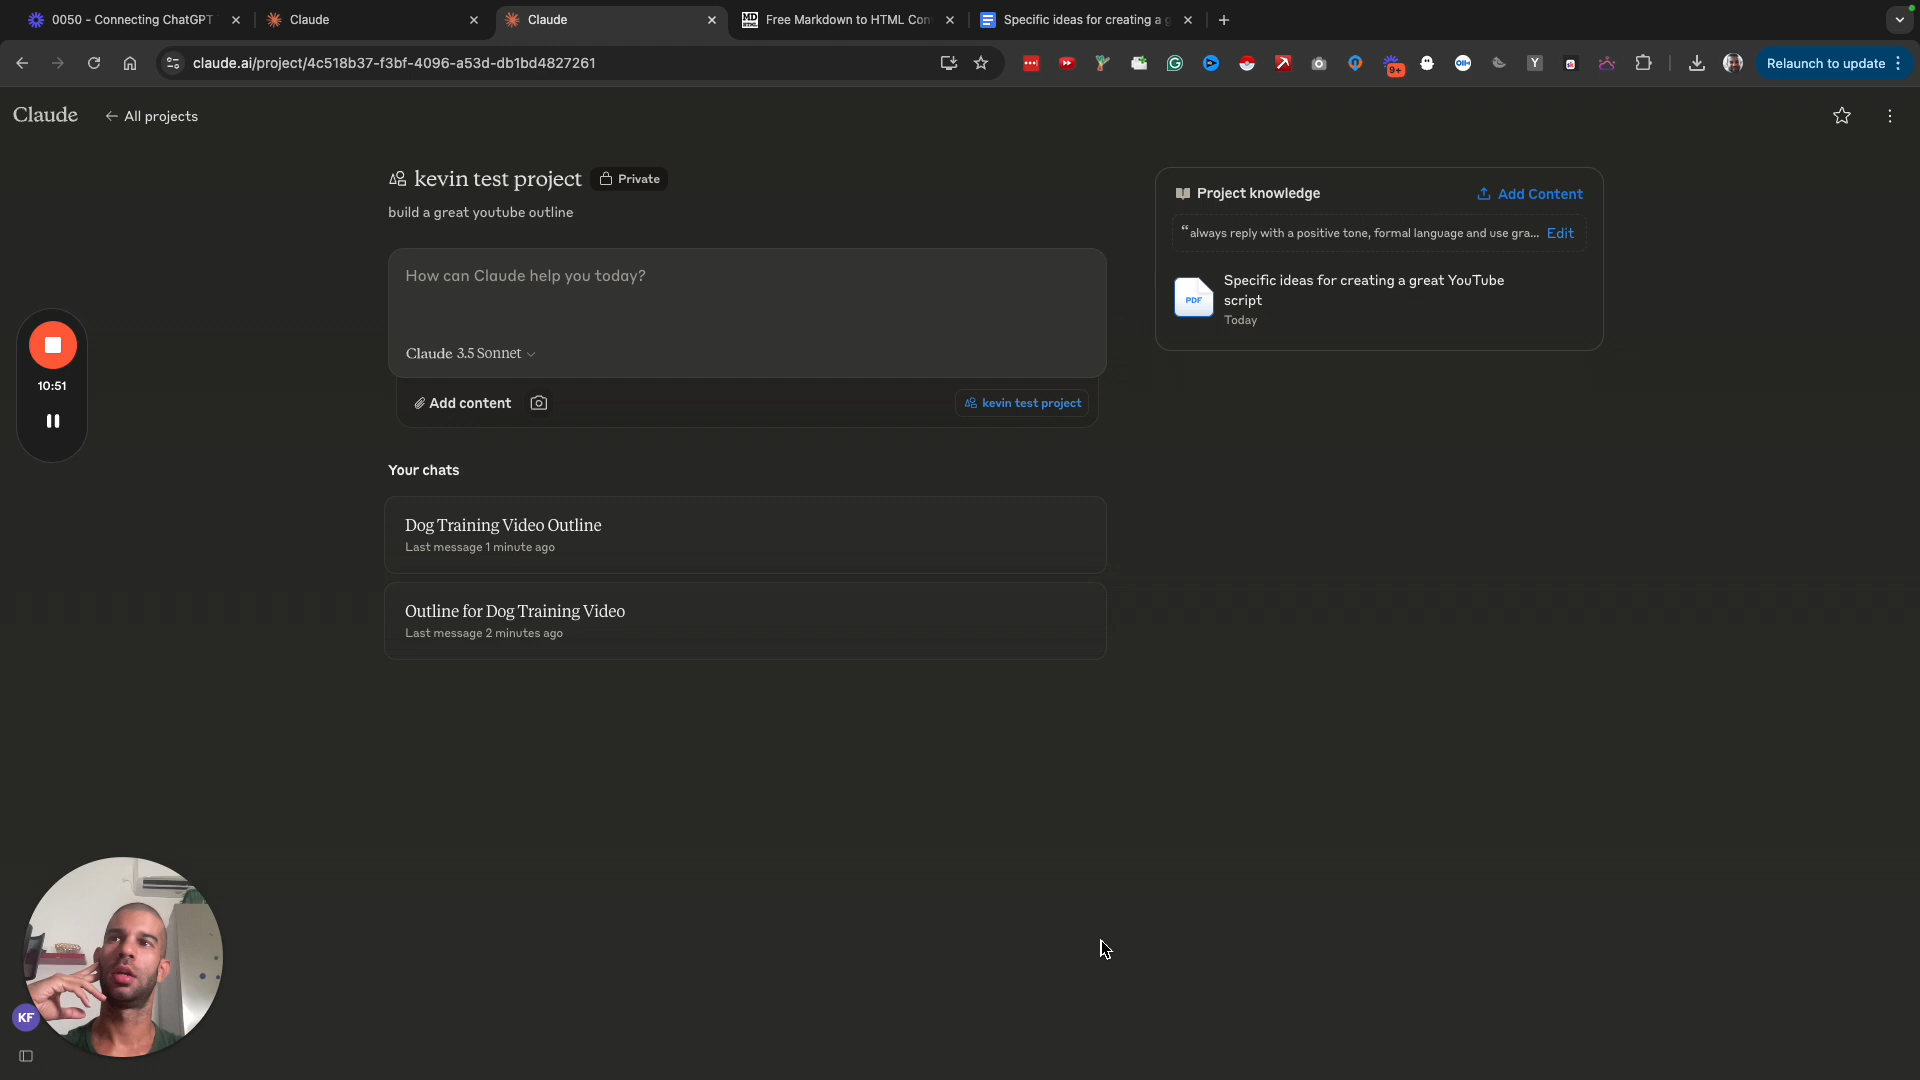 0050 - Connecting ChatGPT
Claude
Claude
Free Markdown to HTML Con
Specific ideas for creating a g
claude.ai/project/4c518b37-f3bf-4096-a53d-db1bd4827261
9+
Relaunch to update
Claude
All projects
kevin test project
Private
build a great youtube outline
How can Claude help you today?
Claude 3.5 Sonnet
Add content
kevin test project
Project knowledge
Add Content
“always reply with a positive tone, formal language and use gra...
Edit
PDF
Specific ideas for creating a great YouTube
script
Today
10:51
Your chats
Dog Training Video Outline
Last message 1 minute ago
Outline for Dog Training Video
Last message 2 minutes ago
KF